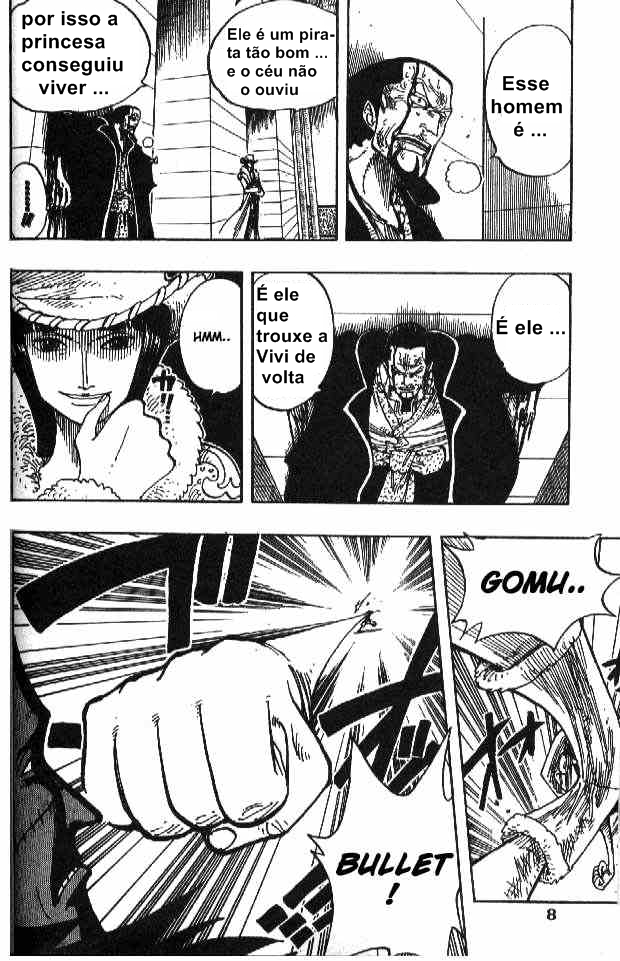 Esse
homem
é ...
Ele é um pira-
ta tão bom ...
e o céu não
o ouviu
por isso a
princesa
conseguiu
viver ...
É ele ...
É ele
que
trouxe a
Vivi de
volta
HMM..
GOMU..
BULLET
!
8